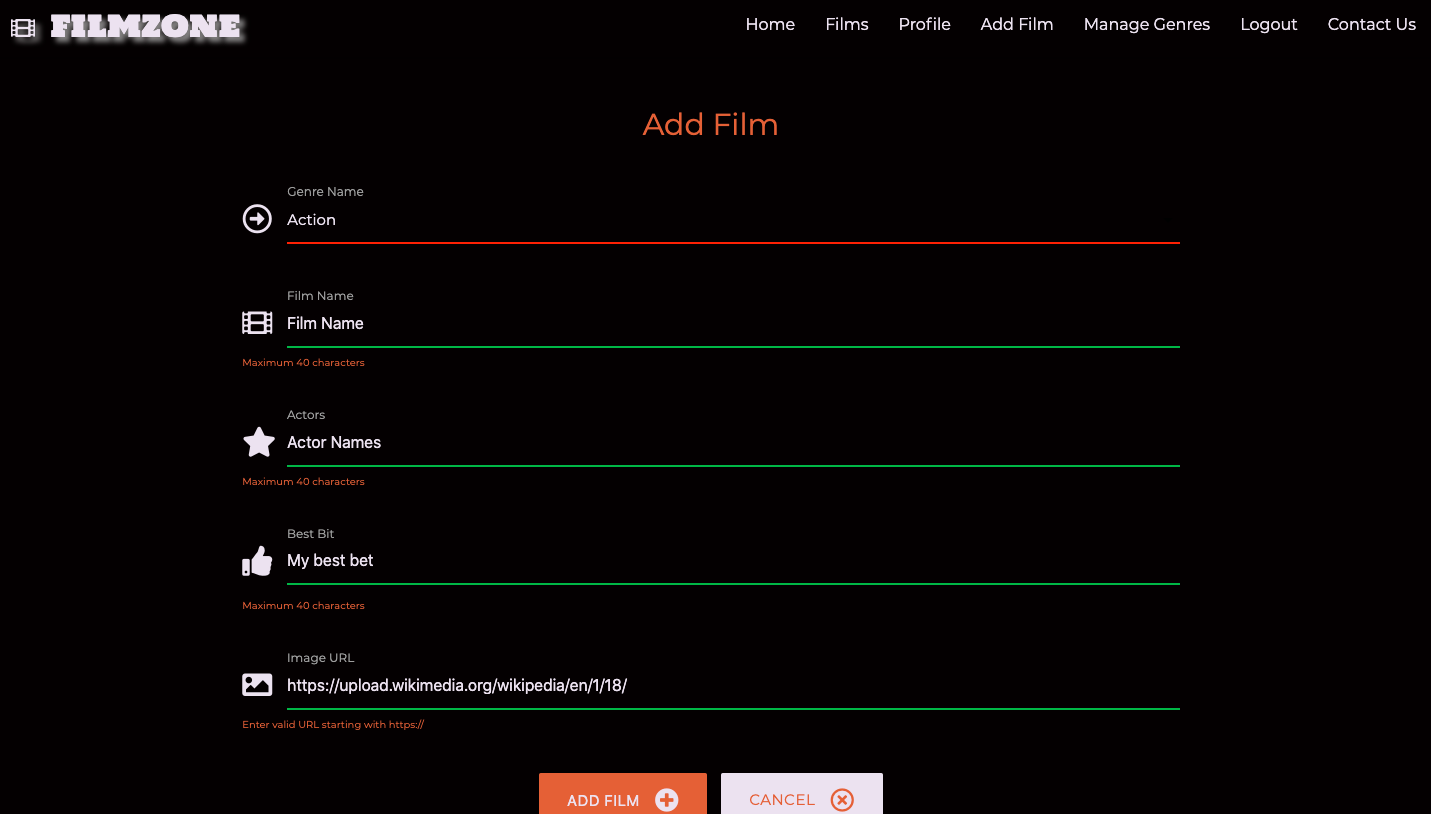 FILMZONE
Home Films Profile Add Film Manage Genres Logout Contact Us
Add Film
Genre Name
Action
Film Name
Film Name
Maximum 40 characters
Actors
Actor Names
Maximum 40 characters
Best Bit
My best bet
Maximum 40 characters
Image URL
https://upload.wikimedia.org/wikipedia/en/1/18/
Enter valid URL starting with https://
ADD FILM CANCEL